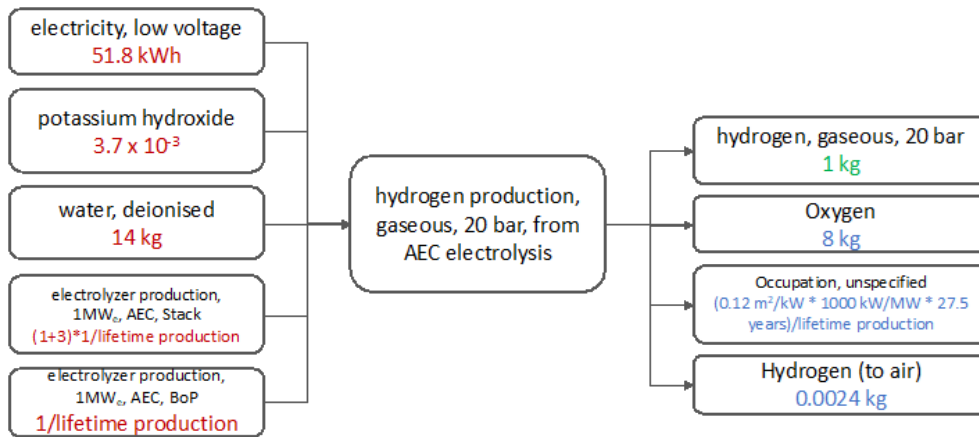 electricity, low voltage
51.8 kWh
potassium hydroxide
3.7 x 10⁻³
water, deionised
14 kg
electrolyzer production,
1MWₑ, AEC, Stack
(1+3)*1/lifetime production
electrolyzer production,
1MWₑ, AEC, BoP
1/lifetime production
hydrogen production,
gaseous, 20 bar, from
AEC electrolysis
hydrogen, gaseous, 20 bar
1 kg
Oxygen
8 kg
Occupation, unspecified
(0.12 m²/kW * 1000 kW/MW * 27.5
years)/lifetime production
Hydrogen (to air)
0.0024 kg